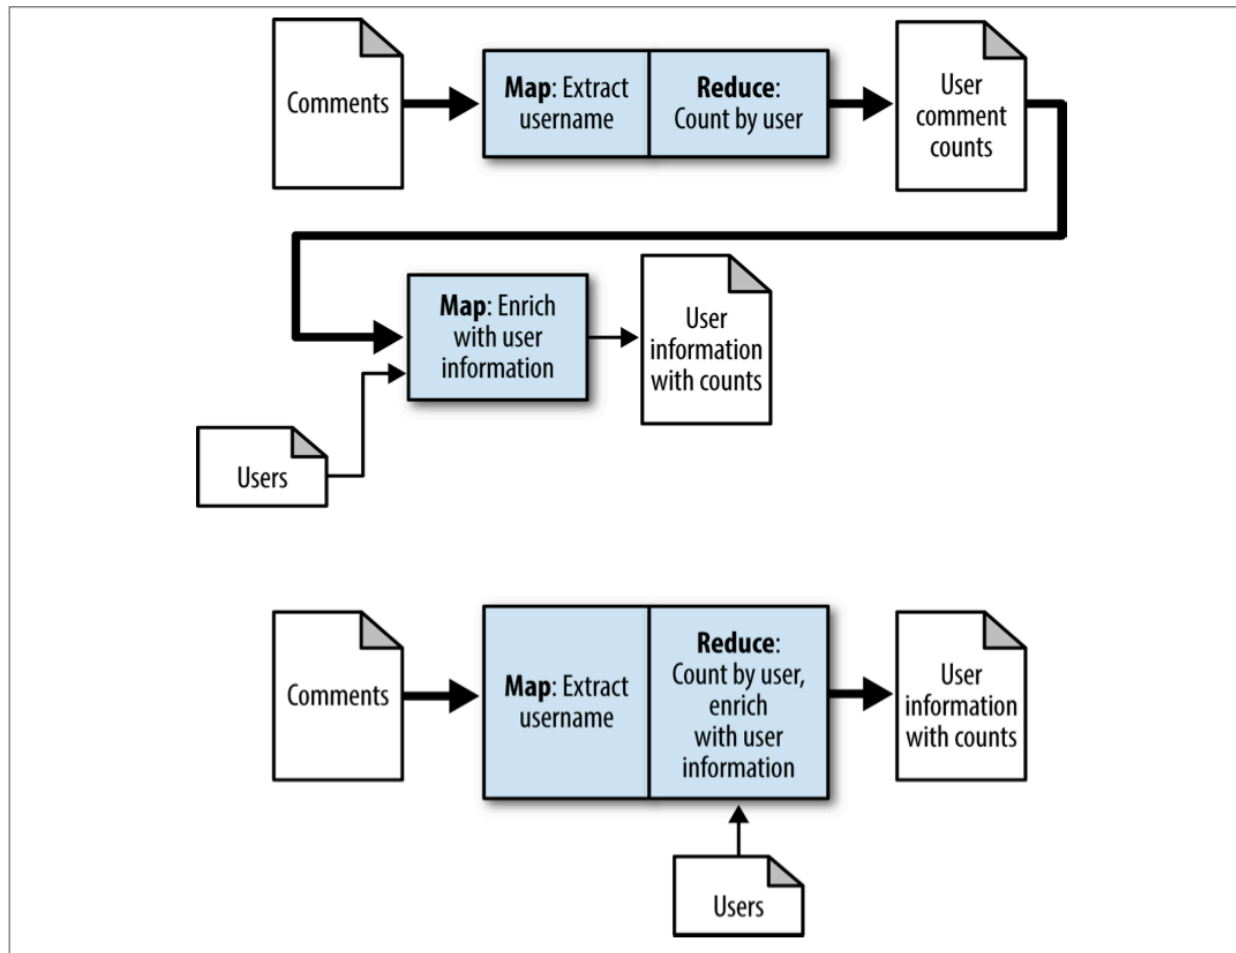 Comments
Map: Extract
username
Reduce:
Count by user
User
comment
counts
Map: Enrich
with user
information
User
information
with counts
Users
Comments
Map: Extract
username
Reduce:
Count by user,
enrich
with user
information
User
information
with counts
Users